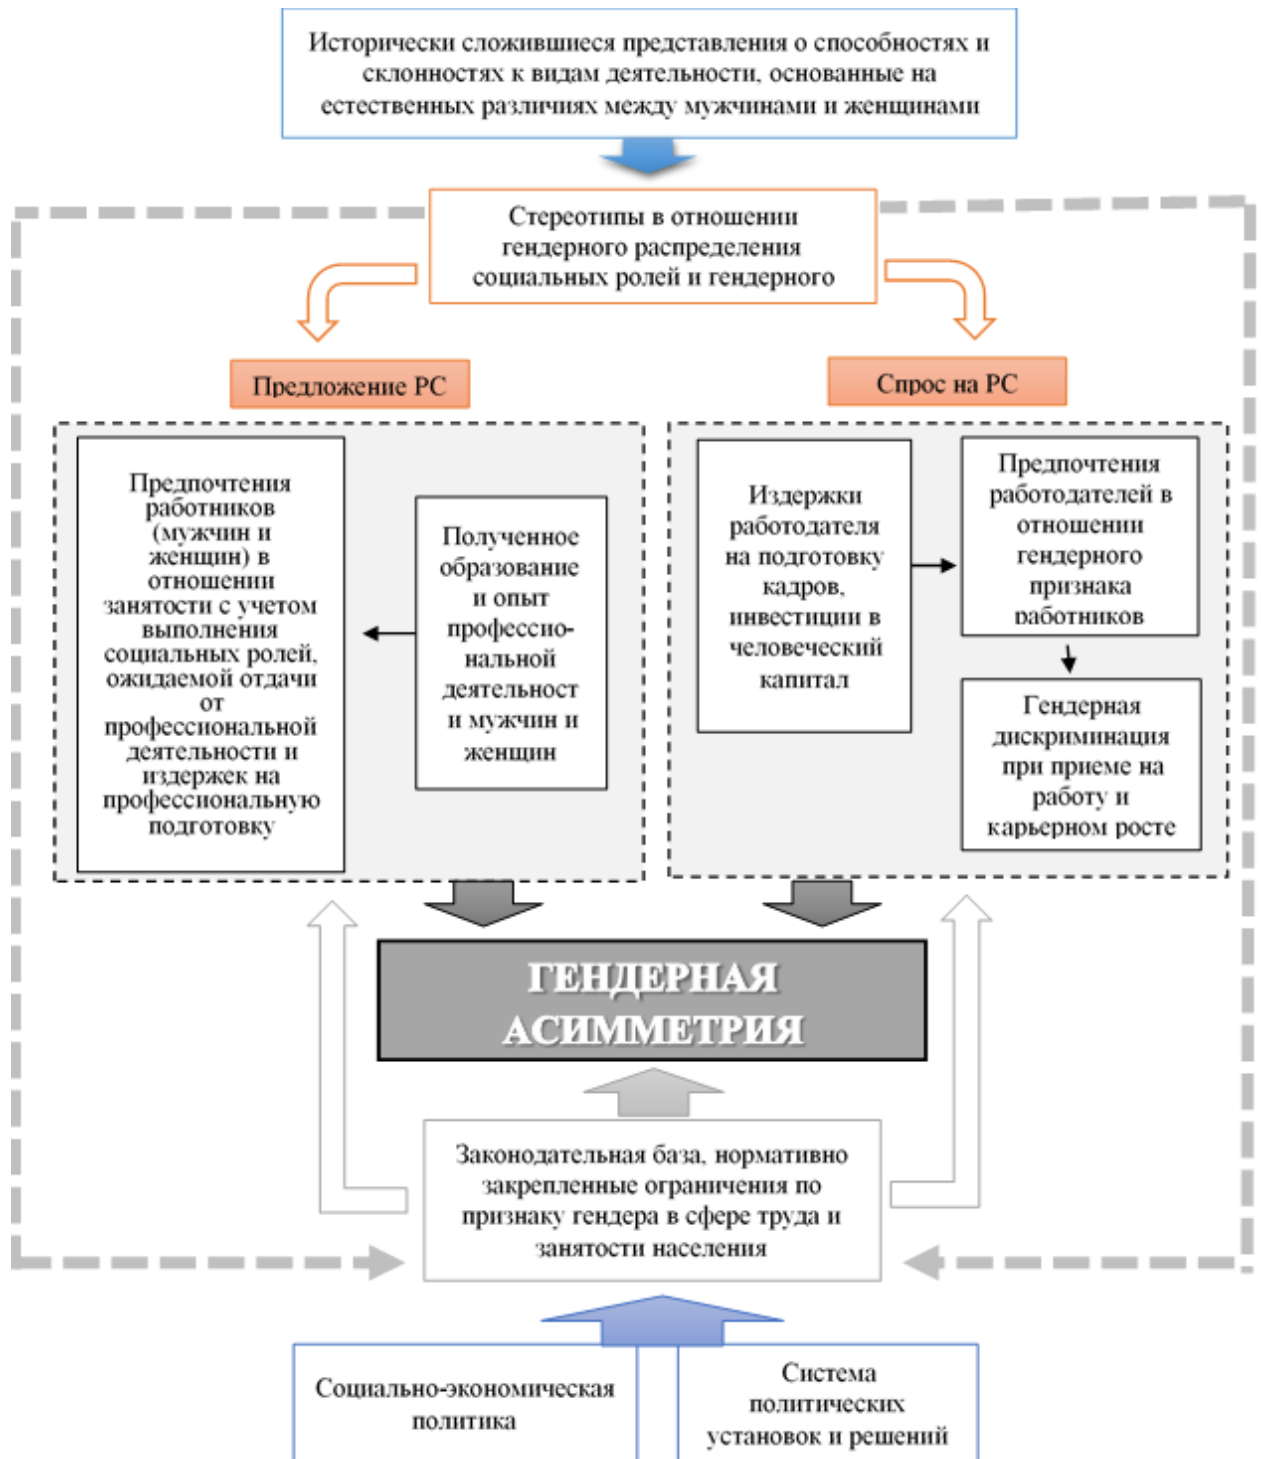 Исторически сложившиеся представления о способностях и
склонностях к видам деятельности, основанные на
естественных различиях между мужчинами и женщинами
Стереотипы в отношении
гендерного распределения
социальных ролей и гендерного
Предложение РС
Спрос на РС
Предпочтения
работников
(мужчин и
женщин) в
отношении
занятости с учетом
выполнения
социальных ролей,
ожидаемой отдачи
от
профессиональной
деятельности и
издержек на
профессиональную
подготовку
Полученное
образование
и опыт
профессио-
нальной
деятельност
и мужчин и
женщин
Издержки
работодателя
на подготовку
кадров,
инвестиции в
человеческий
капитал
Предпочтения
работодателей в
отношении
гендерного
признака
работников
Гендерная
дискриминация
при приеме на
работу и
карьерном росте
ГЕНДЕРНАЯ
АСИММЕТРИЯ
Законодательная база, нормативно
закрепленные ограничения по
признаку гендера в сфере труда и
занятости населения
Социально-экономическая
политика
Система
политических
установок и решений